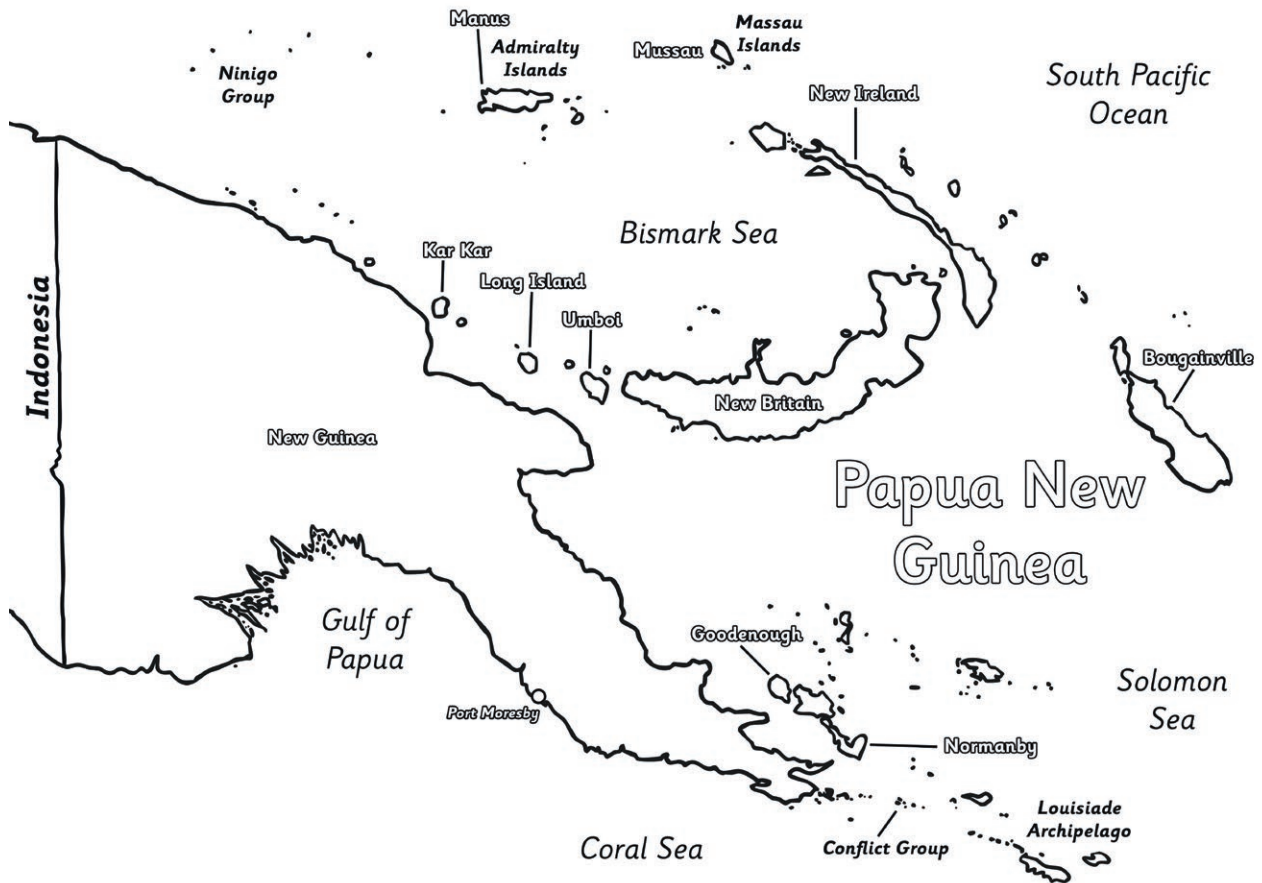 Manus
Admiralty
Islands
Mussau
Massau
Islands
Ninigo
Group
South Pacific
Ocean
New Ireland
Bismark Sea
Kar Kar
Long Island
Umboi
Indonesia
Bougainville
New Britain
New Guinea
Papua New
Guinea
Gulf of
Papua
Goodenough
Port Moresby
Solomon
Sea
Normanby
Louisiade
Archipelago
Conflict Group
Coral Sea